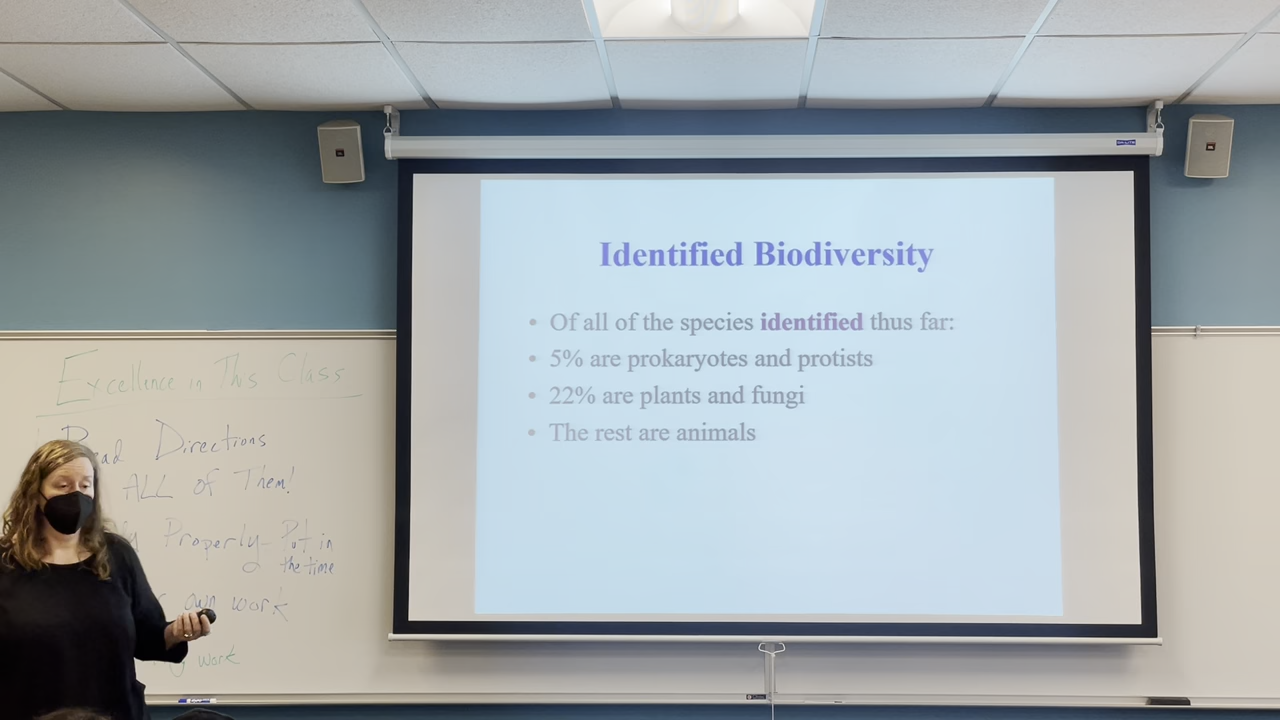 Identified Biodiversity
• Of all of the species identified thus far:
• 5% are prokaryotes and protists
• 22% are plants and fungi
• The rest are animals
Excellence in This Class
Directions
ALL of Them!
Properly - Put in
the time
own work
work